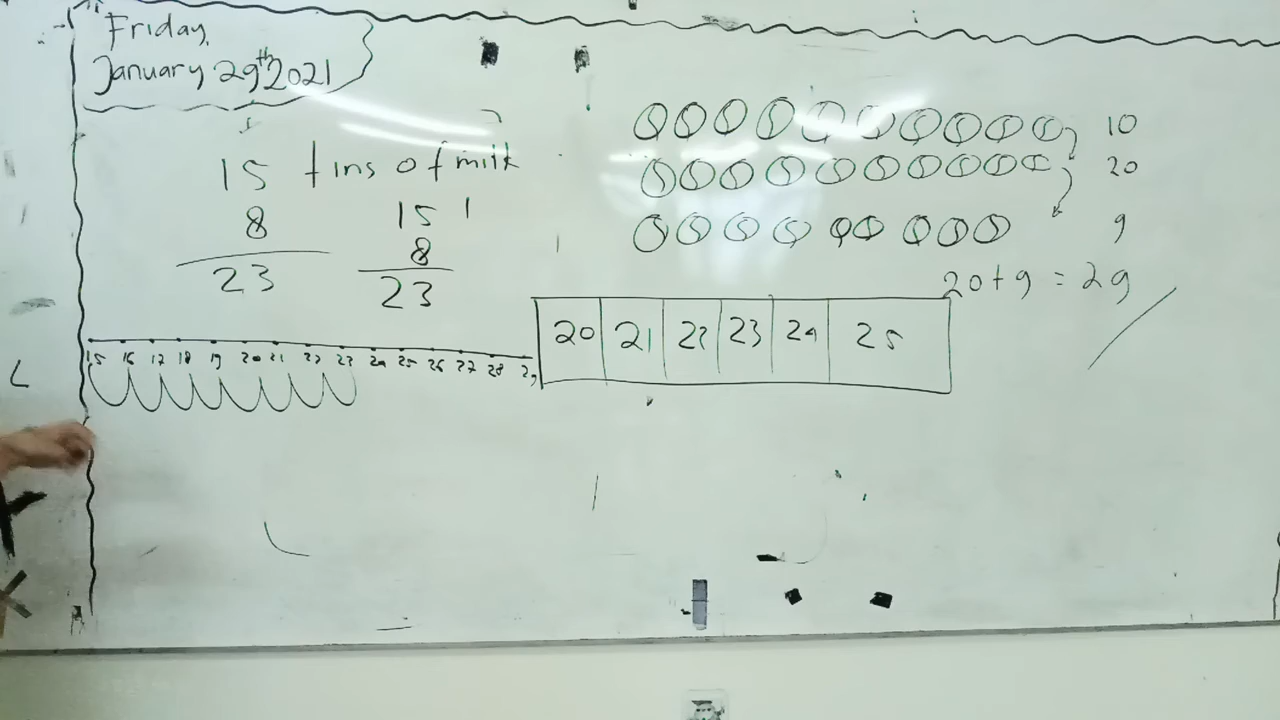 Friday,
January 29th 2021
15 tins of milk
8
23
15 1
8
23
15 16 17 18 19 20 21 22 23 24 25 26 27 28 29
10
20
9
20+9 = 29
20 21 22 23 24 25